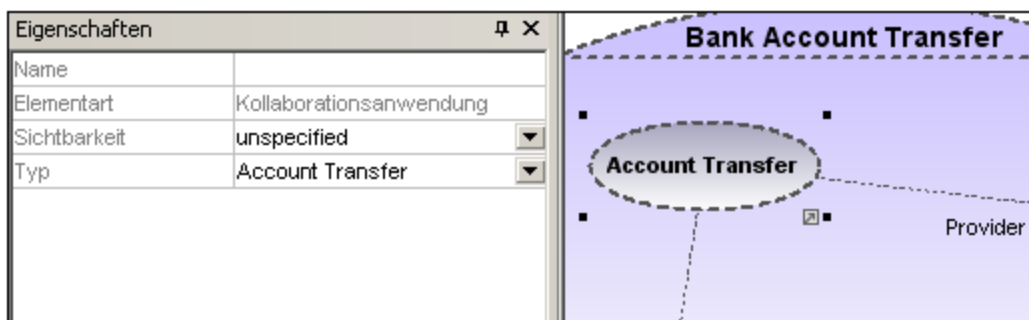 Eigenschaften
Name
Elementart Kollaborationsanwendung
Sichtbarkeit unspecified
Typ Account Transfer
Bank Account Transfer
Account Transfer
Provider